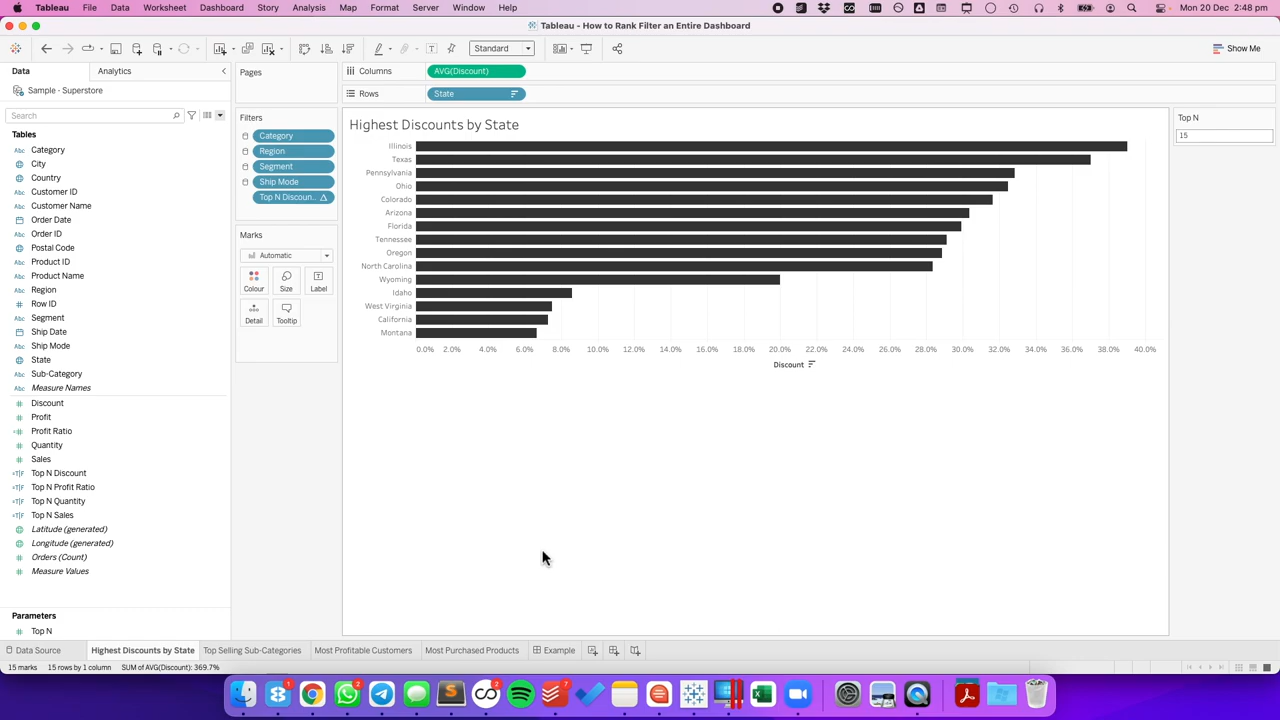 Tableau File Data Worksheet Dashboard Story Analysis Map Format Server Window Help Mon 20 Dec 2:48 pm
Tableau - How to Rank Filter an Entire Dashboard
Standard Show Me
Data Analytics Pages Columns AVG(Discount)
Sample - Superstore Rows State
Search
Tables
Category
City
Country
Customer ID
Customer Name
Order Date
Order ID
Postal Code
Product ID
Product Name
Region
Row ID
Segment
Ship Date
Ship Mode
State
Sub-Category
Measure Names
Discount
Profit
Profit Ratio
Quantity
Sales
Top N Discount
Top N Profit Ratio
Top N Quantity
Top N Sales
Latitude (generated)
Longitude (generated)
Orders (Count)
Measure Values
Parameters
Top N
Filters
Category
Region
Segment
Ship Mode
Top N Discoun..
Marks
Automatic
Colour Size Label
Detail Tooltip
Highest Discounts by State
Illinois
Texas
Pennsylvania
Ohio
Colorado
Arizona
Florida
Tennessee
Oregon
North Carolina
Wyoming
Idaho
West Virginia
California
Montana
0.0% 2.0% 4.0% 6.0% 8.0% 10.0% 12.0% 14.0% 16.0% 18.0% 20.0% 22.0% 24.0% 26.0% 28.0% 30.0% 32.0% 34.0% 36.0% 38.0% 40.0%
Discount
Top N
15
Data Source Highest Discounts by State Top Selling Sub-Categories Most Profitable Customers Most Purchased Products Example
15 marks 15 rows by 1 column SUM of AVG(Discount): 369.7%